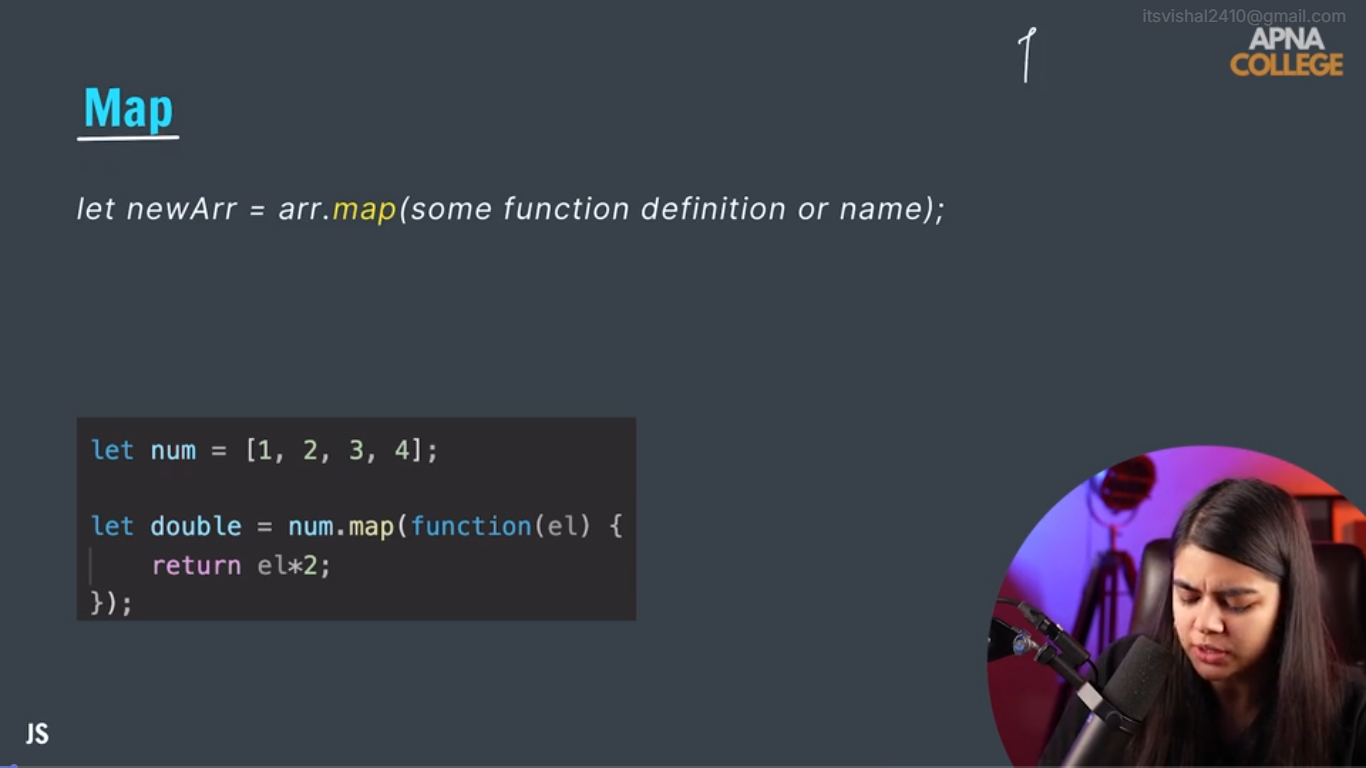 itsvishal2410@gmail.com
1
APNA
COLLEGE
Map
let newArr = arr.map(some function definition or name);
let num = [1, 2, 3, 4];
let double = num.map(function(el) {
    return el*2;
});
JS